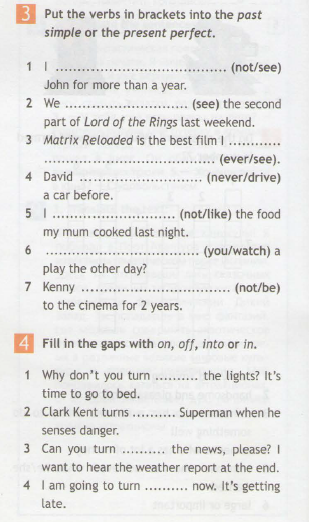 3 Put the verbs in brackets into the past
simple or the present perfect.
1 I ........................................ (not/see)
John for more than a year.
2 We ...................... (see) the second
part of Lord of the Rings last weekend.
3 Matrix Reloaded is the best film I ............
........................................ (ever/see).
4 David ........................ (never/drive)
a car before.
5 I ........................ (not/like) the food
my mum cooked last night.
6 ................................... (you/watch) a
play the other day?
7 Kenny ................................... (not/be)
to the cinema for 2 years.
4 Fill in the gaps with on, off, into or in.
1 Why don't you turn .......... the lights? It's
time to go to bed.
2 Clark Kent turns .......... Superman when he
senses danger.
3 Can you turn .......... the news, please? I
want to hear the weather report at the end.
4 I am going to turn .......... now. It's getting
late.